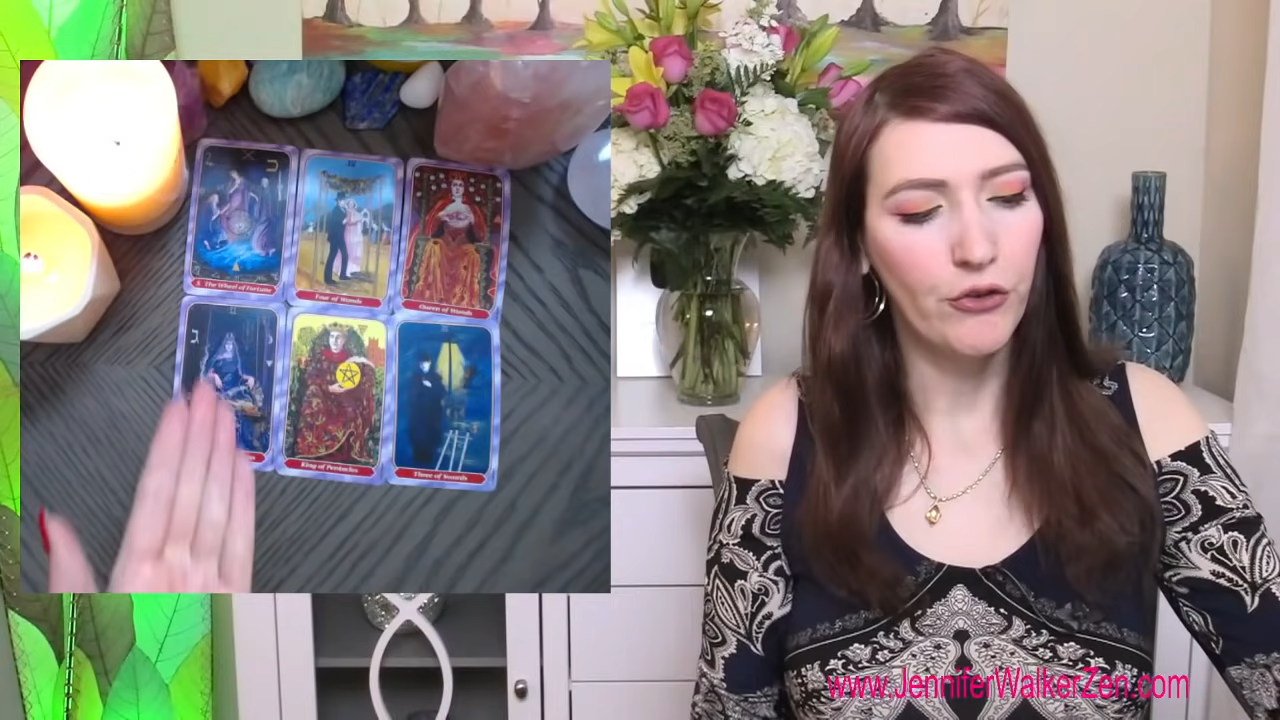 X The Wheel of Fortune
Four of Wands
Queen of Wands
King of Pentacles
Three of Swords
www.JenniferWalkerZen.com